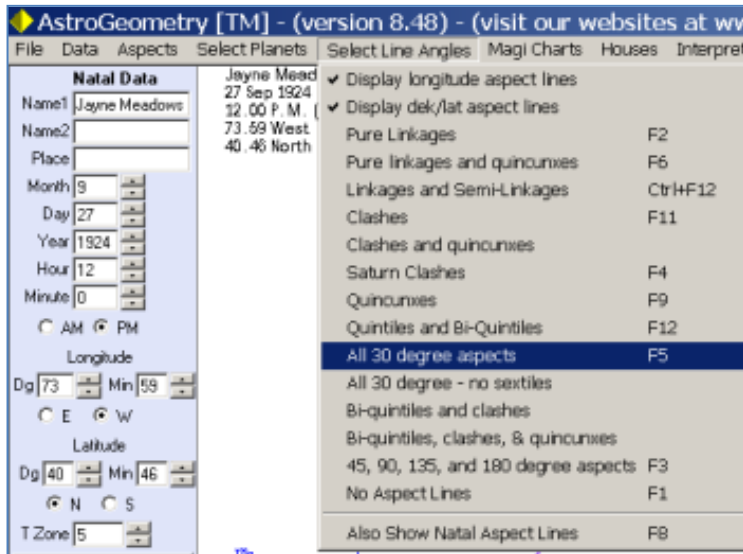 AstroGeometry [TM] - (version 8.48) - (visit our websites at ww
File Data Aspects Select Planets Select Line Angles Magi Charts Houses Interpret
Natal Data
Name1 Jayne Meadows
Name2
Place
Month 9
Day 27
Year 1924
Hour 12
Minute 0
AM PM
Longitude
Dg 73 Min 59
E W
Latitude
Dg 40 Min 46
N S
T Zone 5
Jayne Mead
27 Sep 1924
12.00 P.M. (
73.59 West
40.46 North
Display longitude aspect lines
Display dek/lat aspect lines
Pure Linkages F2
Pure linkages and quincunxes F6
Linkages and Semi-Linkages Ctrl+F12
Clashes F11
Clashes and quincunxes
Saturn Clashes F4
Quincunxes F9
Quintiles and Bi-Quintiles F12
All 30 degree aspects F5
All 30 degree - no sextiles
Bi-quintiles and clashes
Bi-quintiles, clashes, & quincunxes
45, 90, 135, and 180 degree aspects F3
No Aspect Lines F1
Also Show Natal Aspect Lines F8